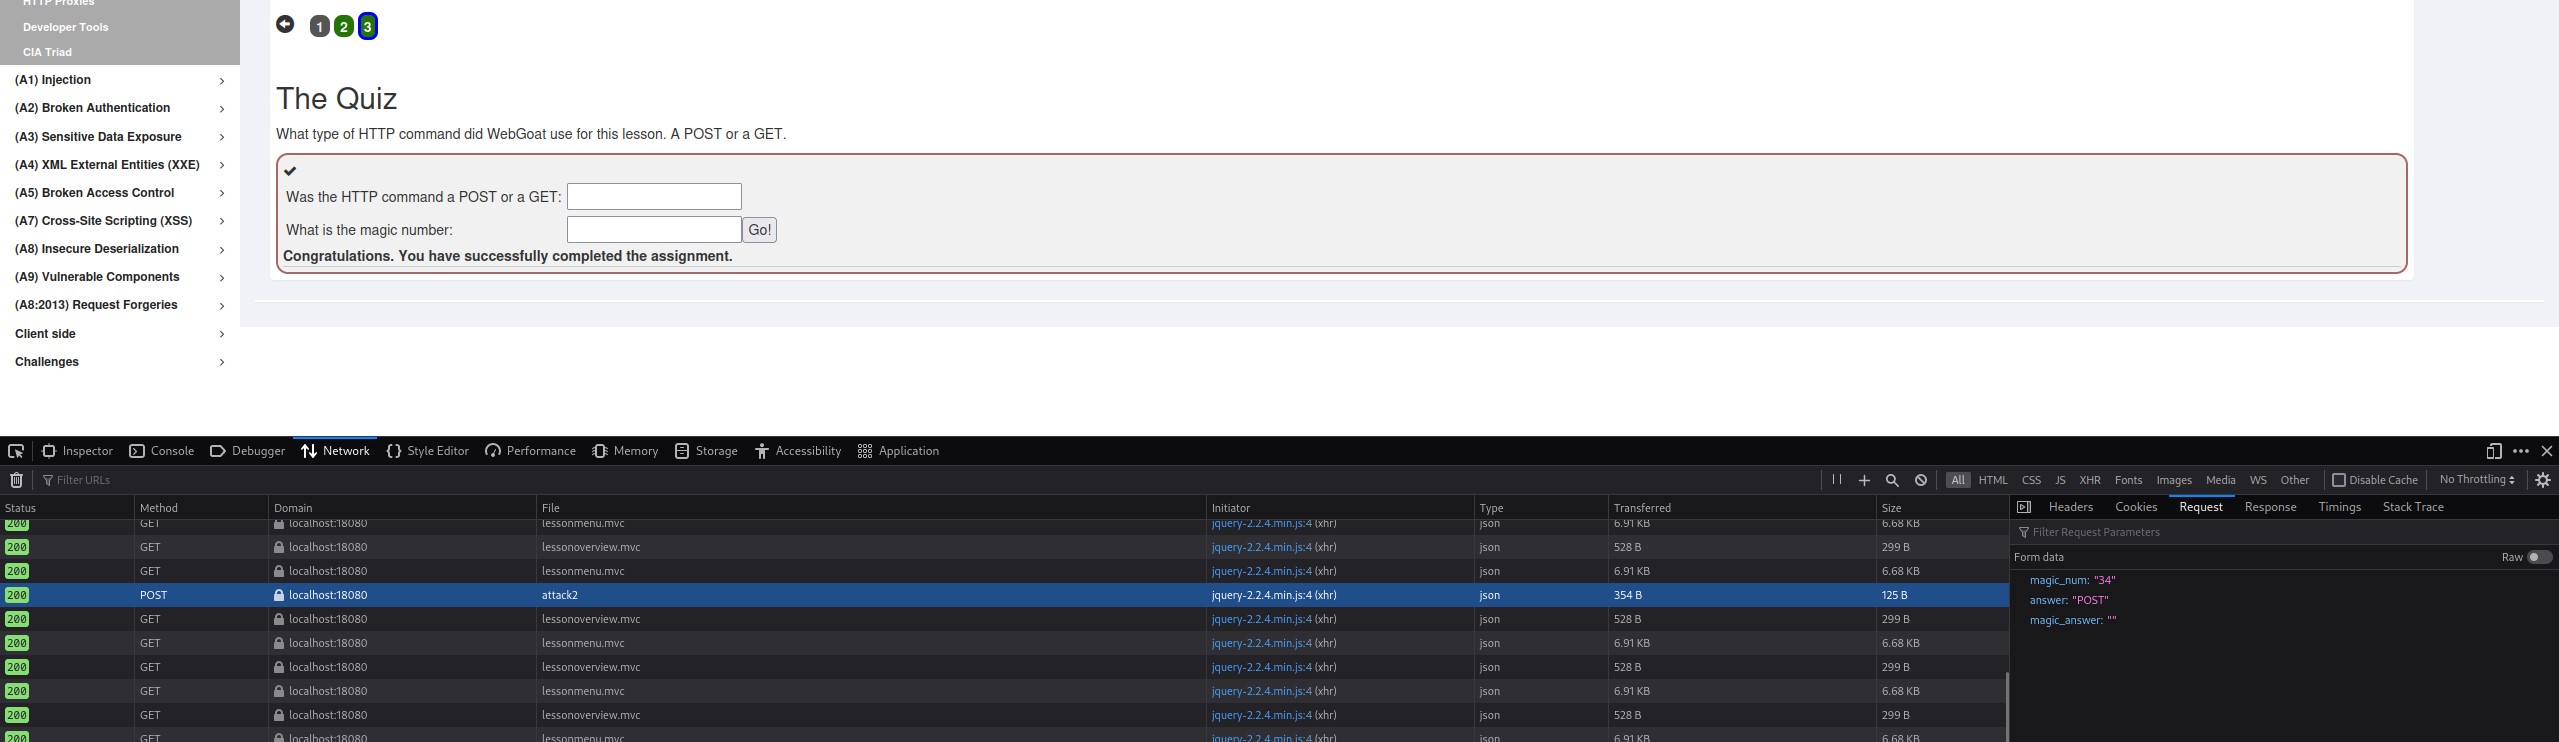 HTTP Proxies
Developer Tools
CIA Triad
(A1) Injection
(A2) Broken Authentication
(A3) Sensitive Data Exposure
(A4) XML External Entities (XXE)
(A5) Broken Access Control
(A7) Cross-Site Scripting (XSS)
(A8) Insecure Deserialization
(A9) Vulnerable Components
(A8:2013) Request Forgeries
Client side
Challenges
1 2 3
The Quiz
What type of HTTP command did WebGoat use for this lesson. A POST or a GET.
Was the HTTP command a POST or a GET:
What is the magic number: Go!
Congratulations. You have successfully completed the assignment.
Inspector Console Debugger Network Style Editor Performance Memory Storage Accessibility Application
Filter URLs All HTML CSS JS XHR Fonts Images Media WS Other Disable Cache No Throttling
Status Method Domain File Initiator Type Transferred Size
200 GET localhost:18080 lessonmenu.mvc jquery-2.2.4.min.js:4 (xhr) json 6.91 KB 6.68 KB
200 GET localhost:18080 lessonoverview.mvc jquery-2.2.4.min.js:4 (xhr) json 528 B 299 B
200 GET localhost:18080 lessonmenu.mvc jquery-2.2.4.min.js:4 (xhr) json 6.91 KB 6.68 KB
200 POST localhost:18080 attack2 jquery-2.2.4.min.js:4 (xhr) json 354 B 125 B
200 GET localhost:18080 lessonoverview.mvc jquery-2.2.4.min.js:4 (xhr) json 528 B 299 B
200 GET localhost:18080 lessonmenu.mvc jquery-2.2.4.min.js:4 (xhr) json 6.91 KB 6.68 KB
200 GET localhost:18080 lessonoverview.mvc jquery-2.2.4.min.js:4 (xhr) json 528 B 299 B
200 GET localhost:18080 lessonmenu.mvc jquery-2.2.4.min.js:4 (xhr) json 6.91 KB 6.68 KB
200 GET localhost:18080 lessonoverview.mvc jquery-2.2.4.min.js:4 (xhr) json 528 B 299 B
200 GET localhost:18080 lessonmenu.mvc jquery-2.2.4.min.js:4 (xhr) json 6.91 KB 6.68 KB
Headers Cookies Request Response Timings Stack Trace
Filter Request Parameters
Form data Raw
magic_num: "34"
answer: "POST"
magic_answer: ""